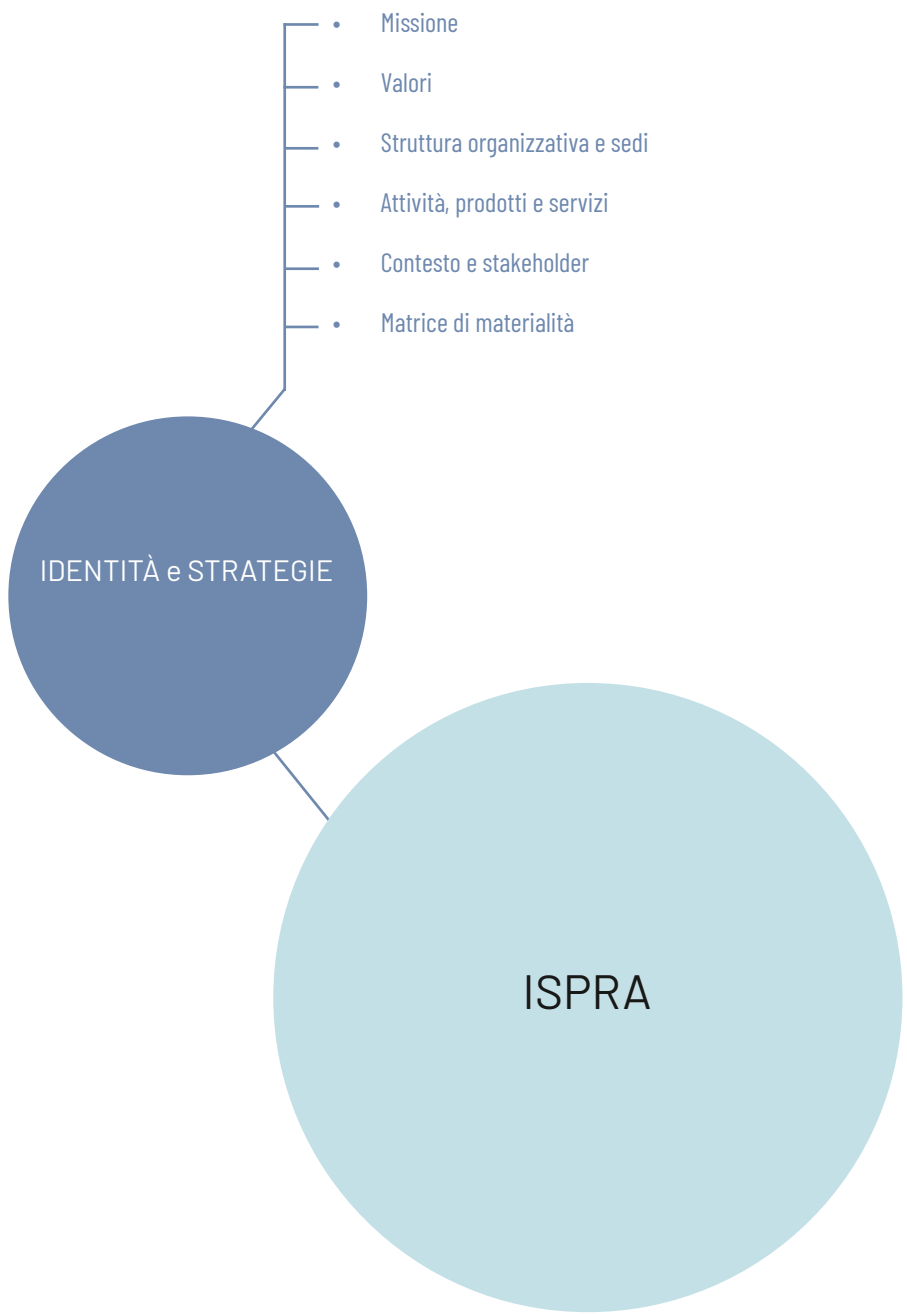 • Missione
• Valori
• Struttura organizzativa e sedi
• Attività, prodotti e servizi
• Contesto e stakeholder
• Matrice di materialità
IDENTITÀ e STRATEGIE
ISPRA